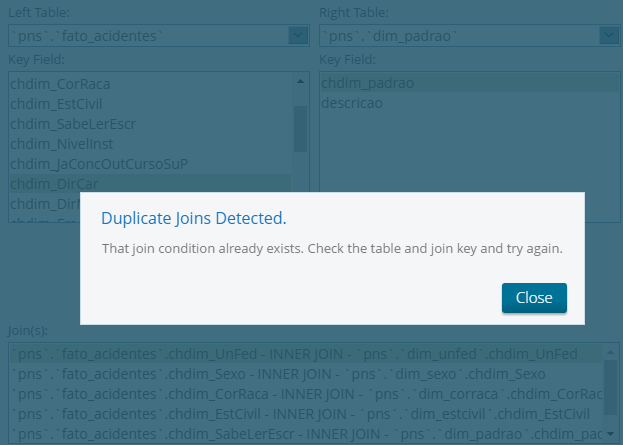 Left Table:
Right Table:
`pns`.`fato_acidentes`
`pns`.`dim_padrao`
Key Field:
Key Field:
chdim_CorRaca
chdim_padrao
chdim_EstCivil
descricao
chdim_SabeLerEscr
chdim_NivelInst
chdim_JaConcOutCursoSuP
chdim_DirCar
Duplicate Joins Detected.
That join condition already exists. Check the table and join key and try again.
Close
Join(s):
`pns`.`fato_acidentes`.chdim_UnFed - INNER JOIN - `pns`.`dim_unfed`.chdim_UnFed
`pns`.`fato_acidentes`.chdim_Sexo - INNER JOIN - `pns`.`dim_sexo`.chdim_Sexo
`pns`.`fato_acidentes`.chdim_CorRaca - INNER JOIN - `pns`.`dim_corraca`.chdim_CorRac
`pns`.`fato_acidentes`.chdim_EstCivil - INNER JOIN - `pns`.`dim_estcivil`.chdim_EstCivil
`pns`.`fato_acidentes`.chdim_SabeLerEscr - INNER JOIN - `pns`.`dim_padrao`.chdim_pac